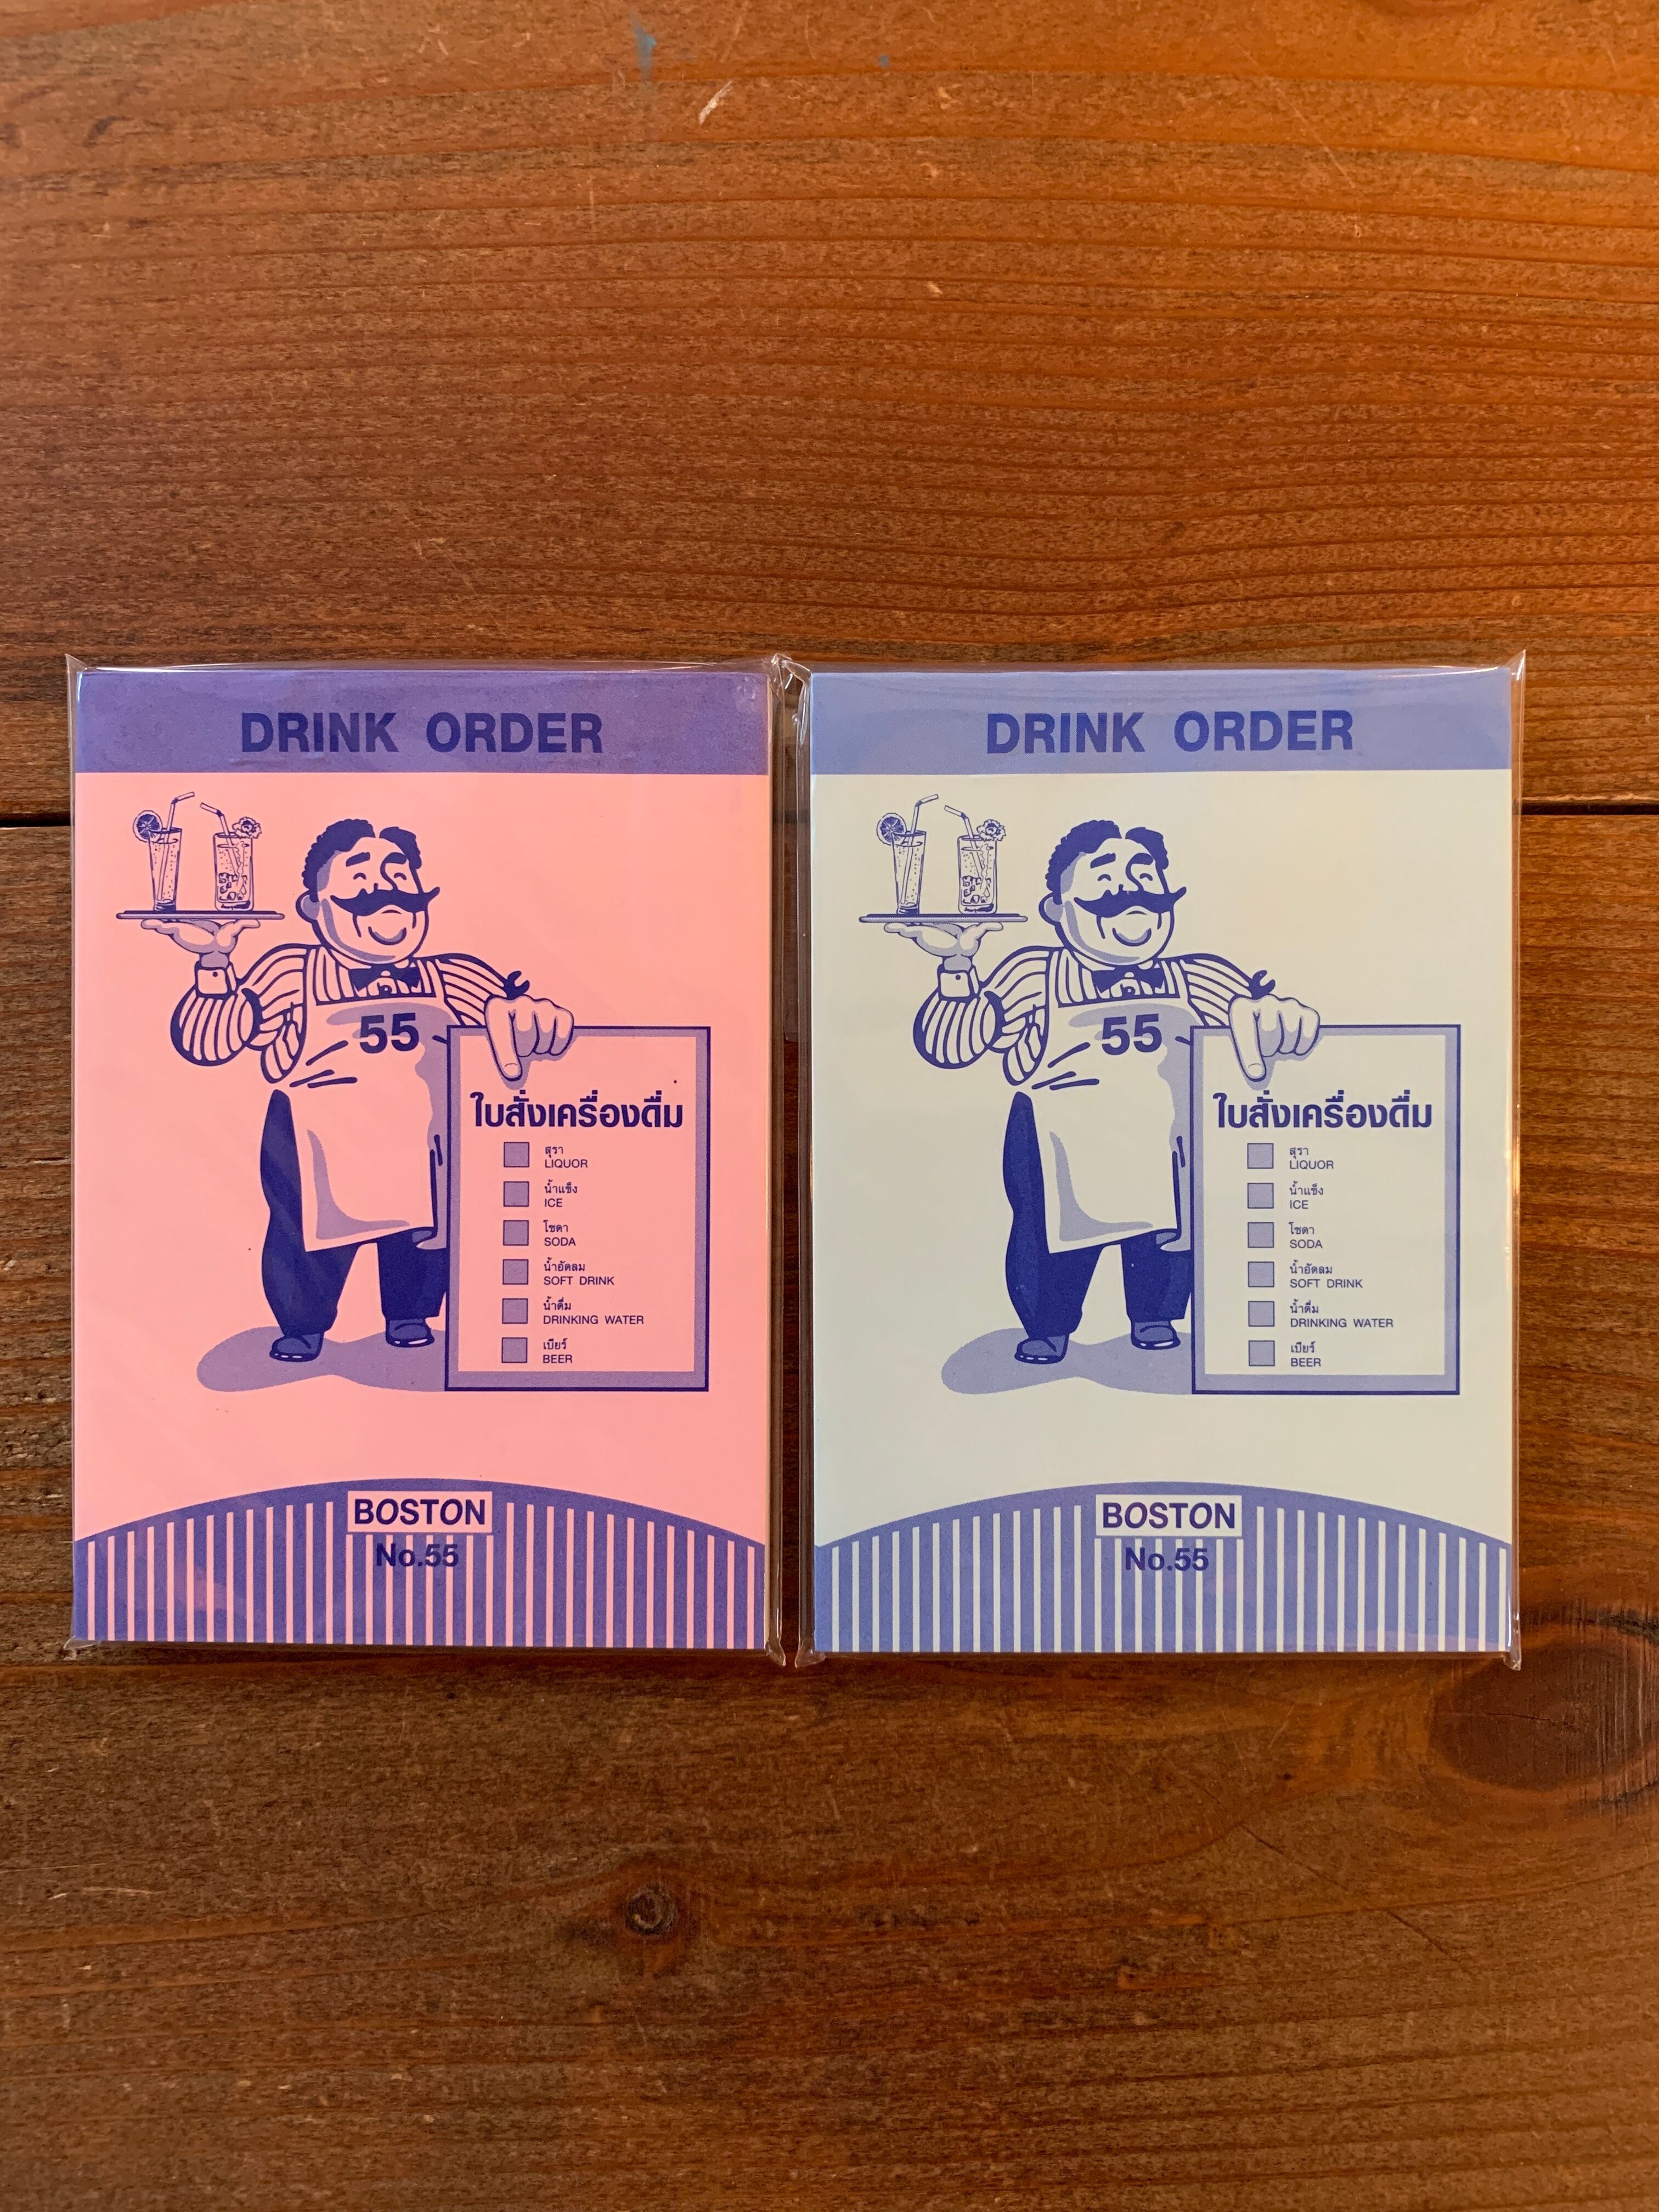 DRINK ORDER
55
ใบสั่งเครื่องดื่ม
สุรา
LIQUOR
น้ำแข็ง
ICE
โซดา
SODA
น้ำอัดลม
SOFT DRINK
น้ำดื่ม
DRINKING WATER
เบียร์
BEER
BOSTON
No.55
DRINK ORDER
55
ใบสั่งเครื่องดื่ม
สุรา
LIQUOR
น้ำแข็ง
ICE
โซดา
SODA
น้ำอัดลม
SOFT DRINK
น้ำดื่ม
DRINKING WATER
เบียร์
BEER
BOSTON
No.55